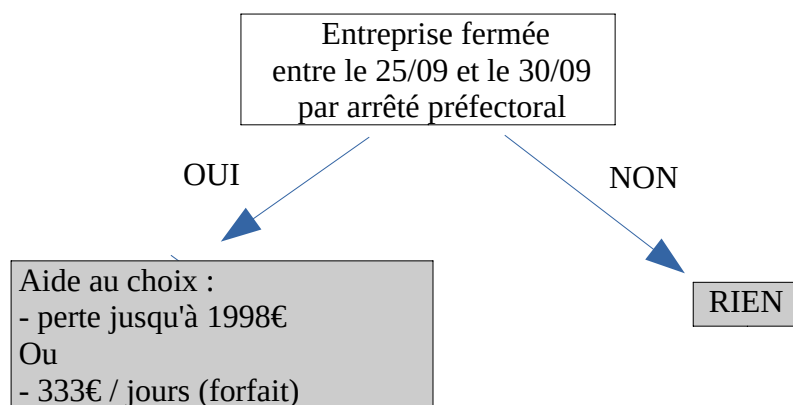 Entreprise fermée
entre le 25/09 et le 30/09
par arrêté préfectoral
OUI
NON
Aide au choix :
- perte jusqu'à 1998€
Ou
- 333€ / jours (forfait)
RIEN